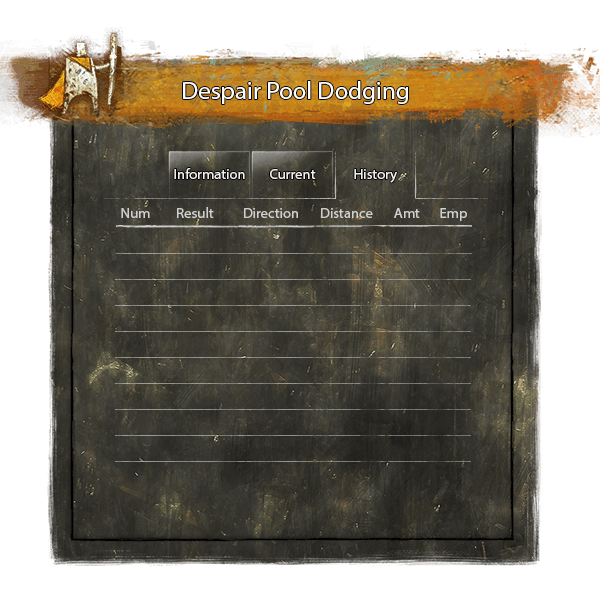 Despair Pool Dodging
Information Current History
Num Result Direction Distance Amt Emp